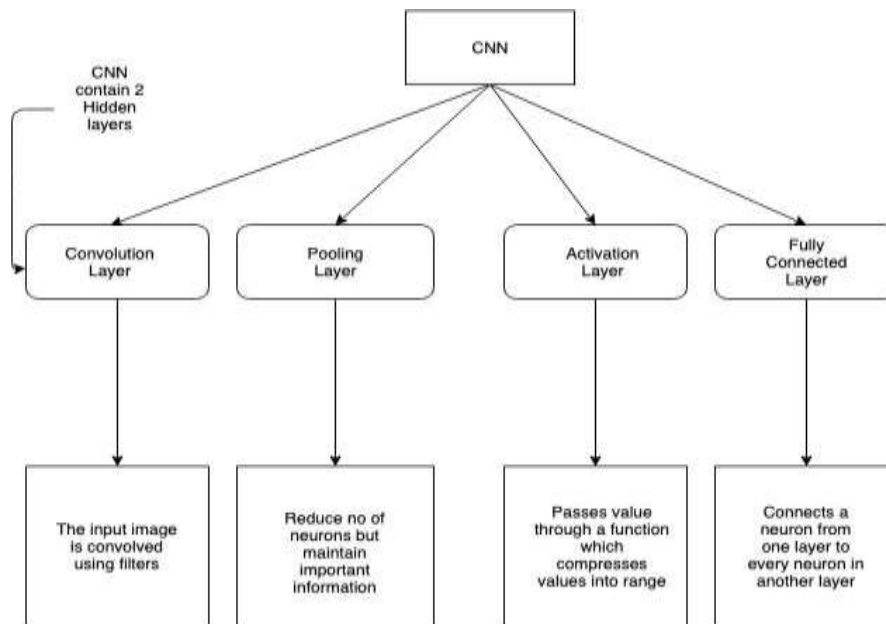 CNN
CNN
contain 2
Hidden
layers
Convolution
Layer
Pooling
Layer
Activation
Layer
Fully
Connected
Layer
The input image
is convolved
using filters
Reduce no of
neurons but
maintain
important
information
Passes value
through a function
which
compresses
values into range
Connects a
neuron from
one layer to
every neuron in
another layer